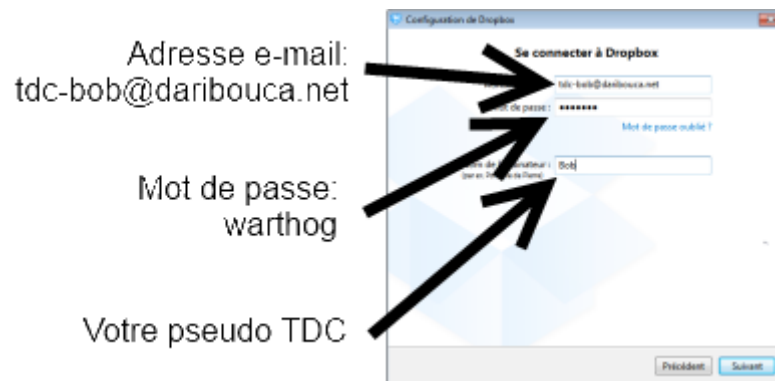 Configuration de Dropbox
Adresse e-mail:
tdc-bob@daribouca.net
Se connecter à Dropbox
tdc-bob@daribouca.net
Mot de passe :
Mot de passe oublié ?
Mot de passe:
warthog
Bob
Votre pseudo TDC
Précédent
Suivant